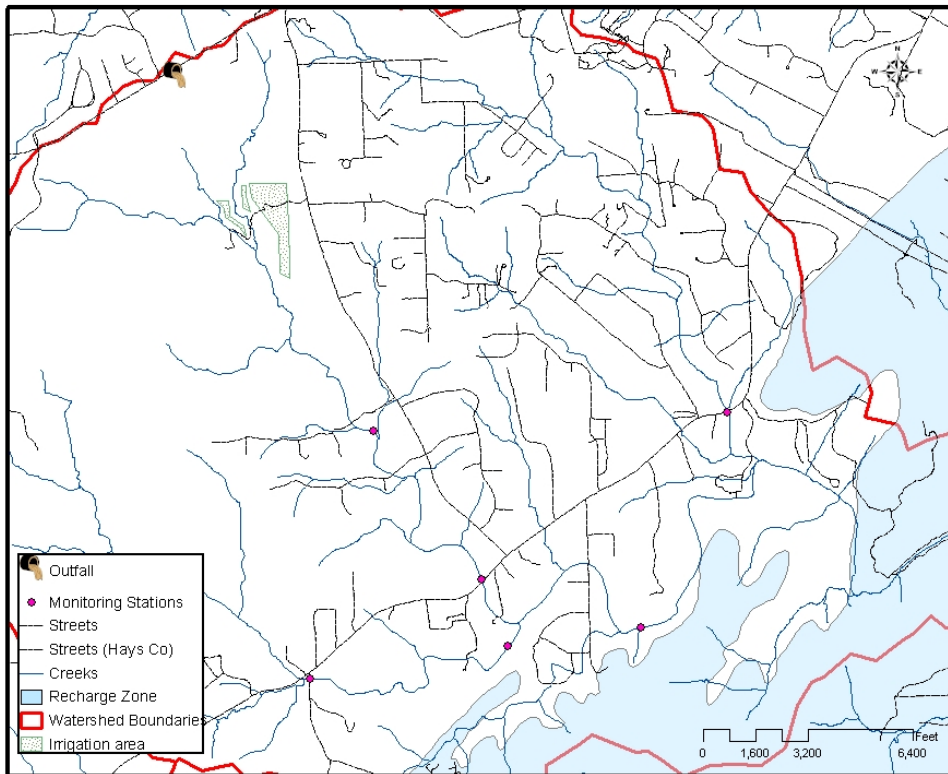 N
W E
S
Outfall
Monitoring Stations
Streets
Streets (Hays Co)
Creeks
Recharge Zone
Watershed Boundaries
Irrigation area
Feet
0 1,600 3,200 6,400